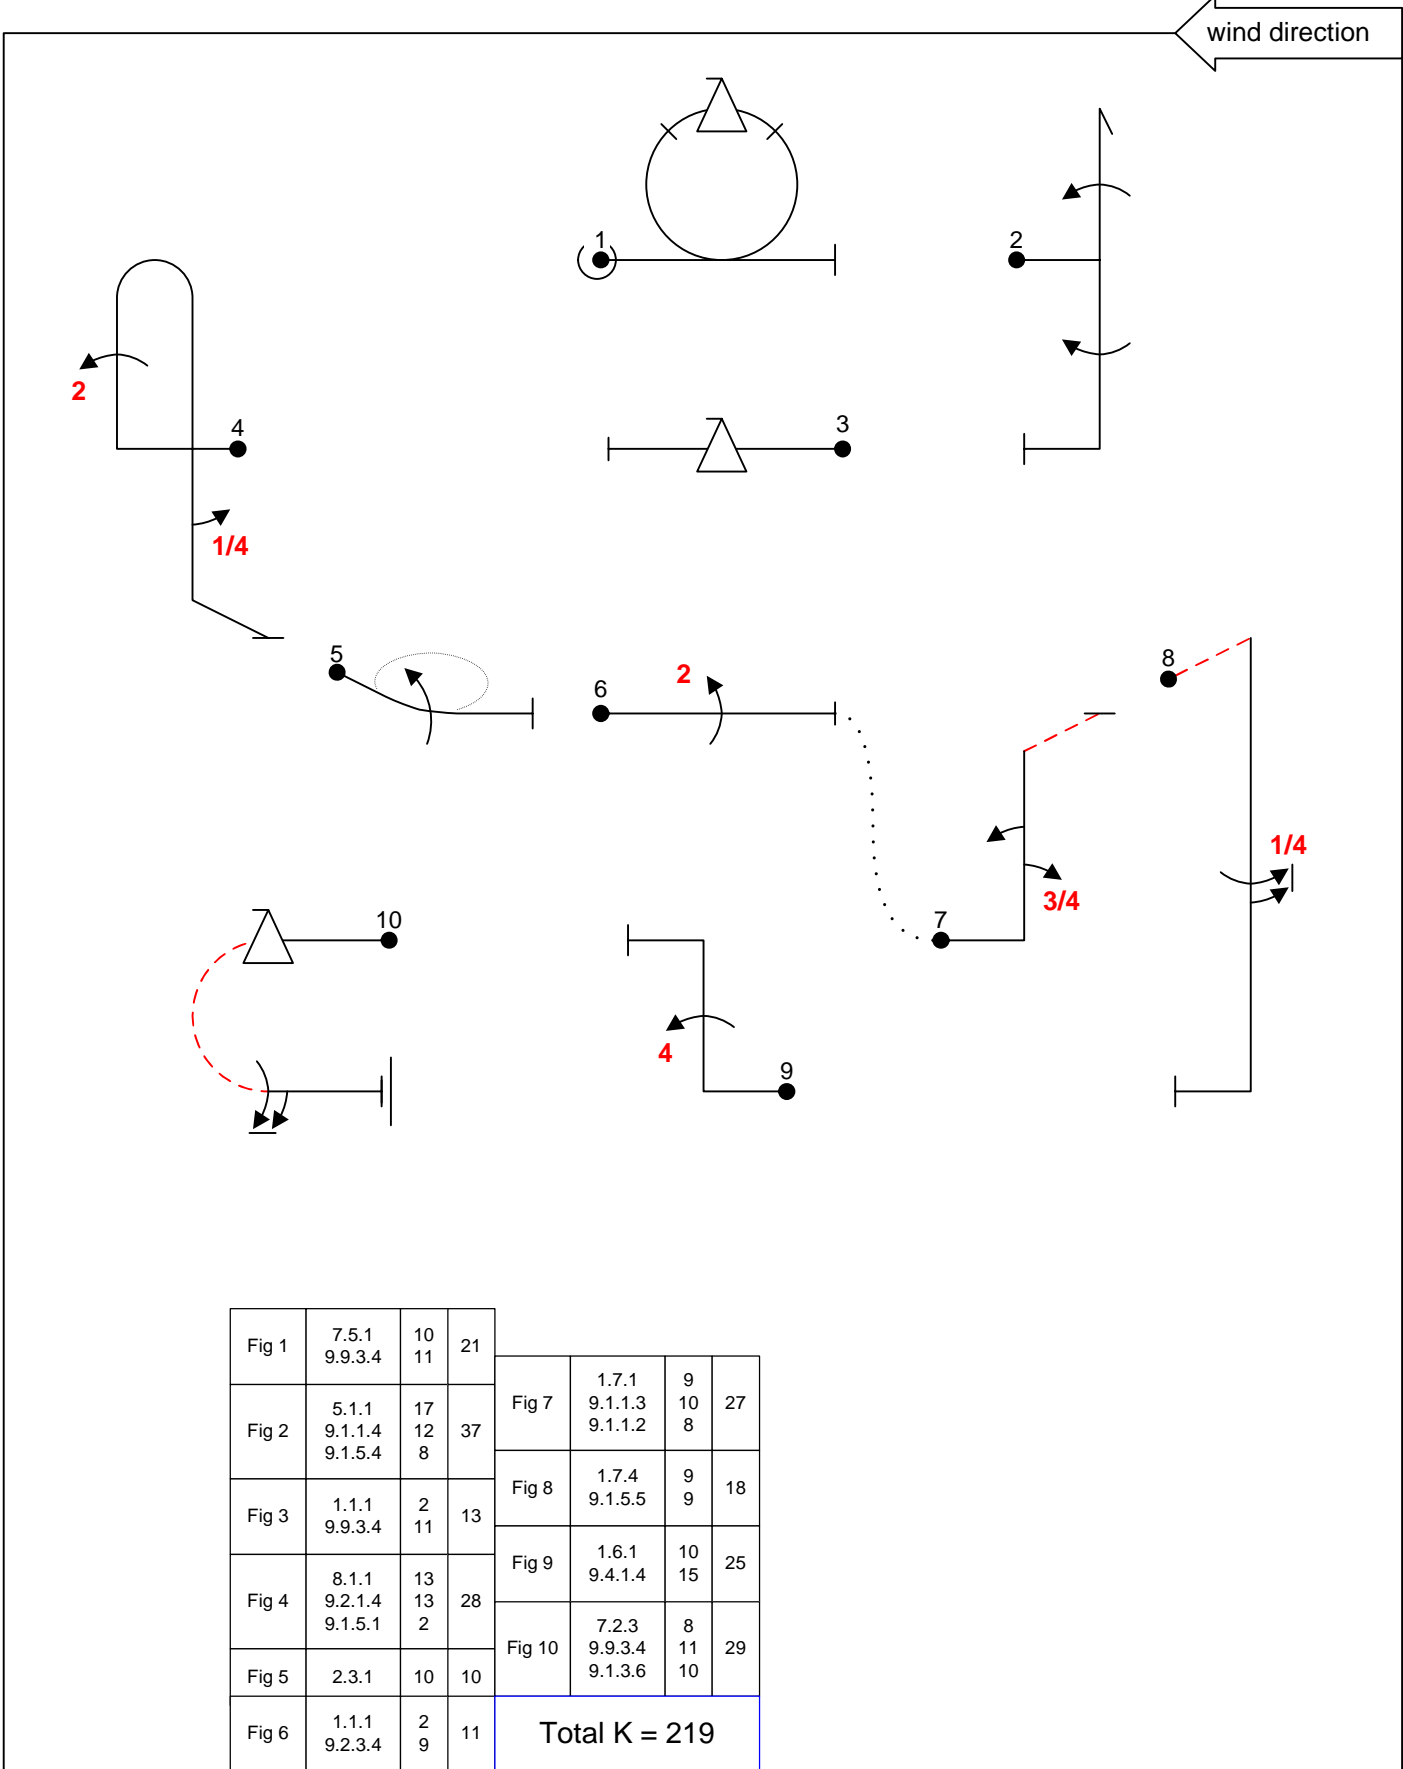 wind direction
1
2
2
4
3
1/4
5
6
2
8
1/4
3/4
7
10
4
9
Fig 1 7.5.1 10 21
9.9.3.4 11
Fig 2 5.1.1 17 37
9.1.1.4 12
9.1.5.4 8
Fig 3 1.1.1 2 13
9.9.3.4 11
Fig 4 8.1.1 13 28
9.2.1.4 13
9.1.5.1 2
Fig 5 2.3.1 10 10
Fig 6 1.1.1 2 11
9.2.3.4 9
Fig 7 1.7.1 9 27
9.1.1.3 10
9.1.1.2 8
Fig 8 1.7.4 9 18
9.1.5.5 9
Fig 9 1.6.1 10 25
9.4.1.4 15
Fig 10 7.2.3 8 29
9.9.3.4 11
9.1.3.6 10
Total K = 219